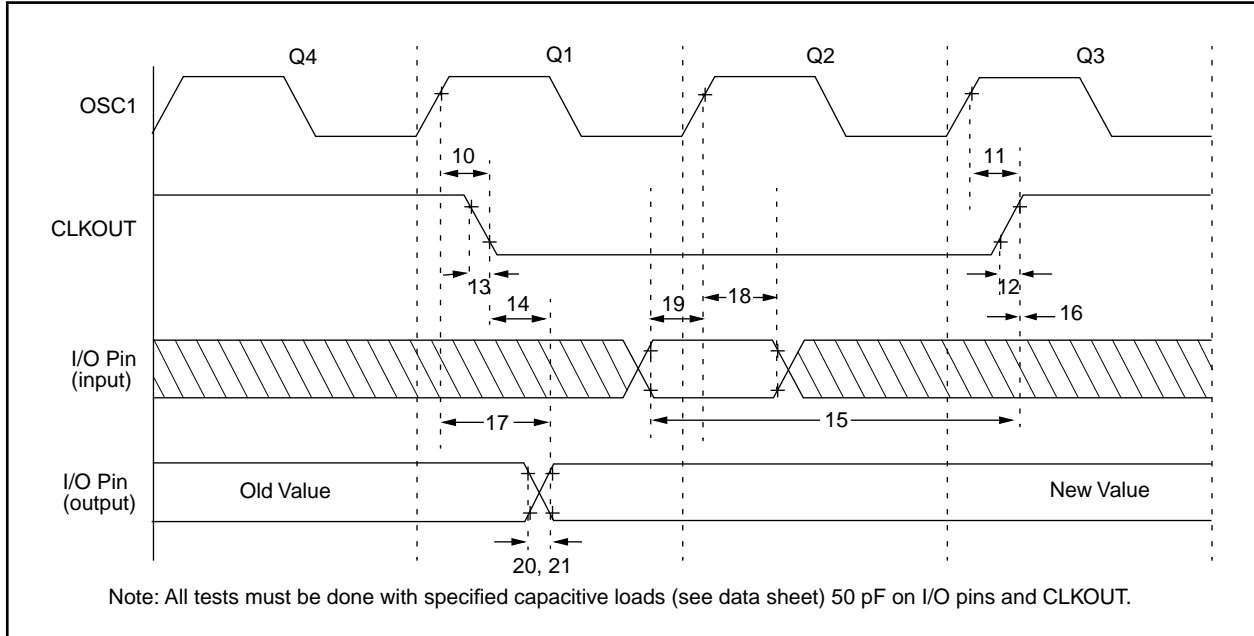 Q4 Q1 Q2 Q3
OSC1
10 11
CLKOUT
13 12
14 19 18 16
I/O Pin
(input)
17 15
I/O Pin
(output)
Old Value New Value
20, 21
Note: All tests must be done with specified capacitive loads (see data sheet) 50 pF on I/O pins and CLKOUT.